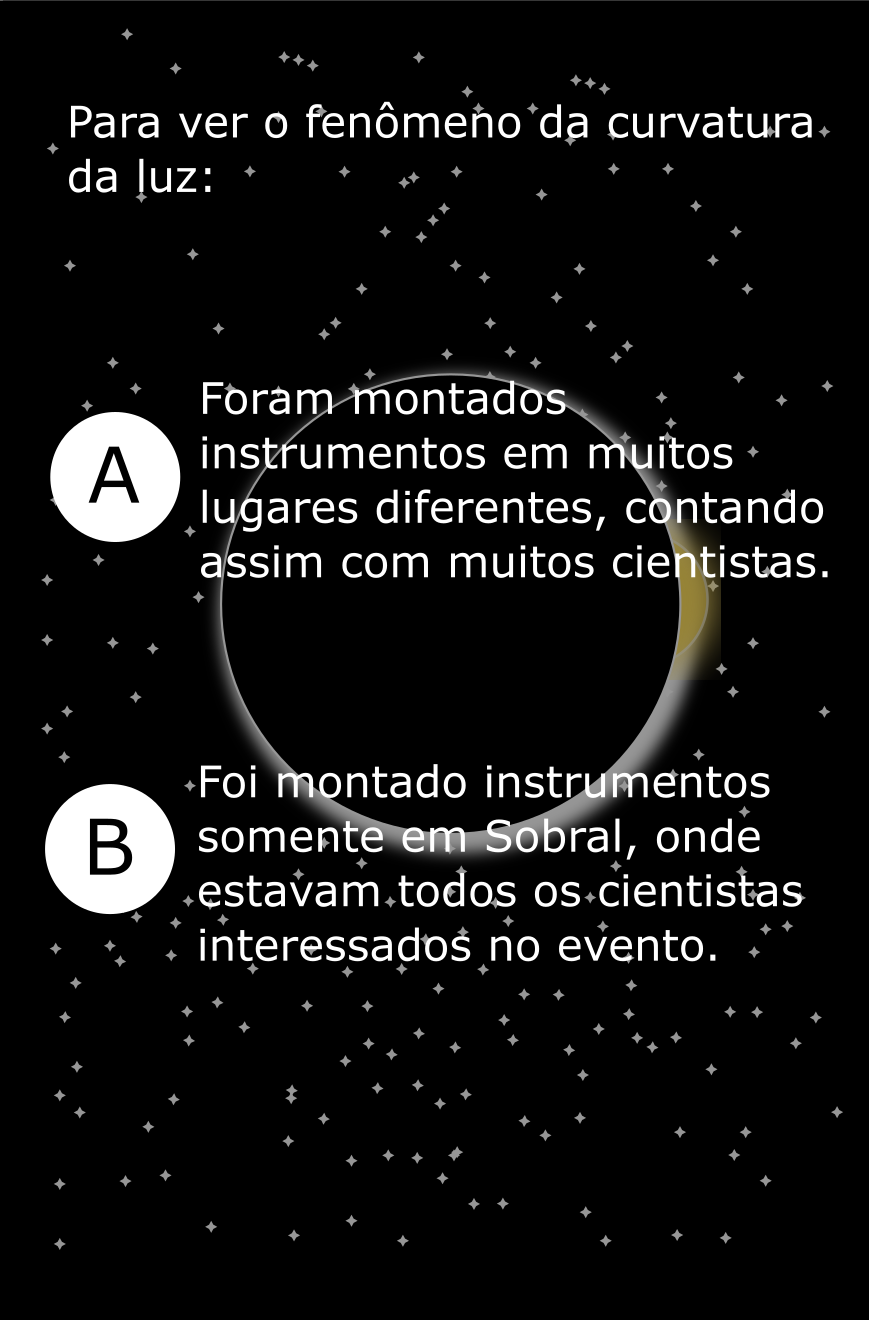 Para ver o fenômeno da curvatura
da luz:
A
Foram montados
instrumentos em muitos
lugares diferentes, contando
assim com muitos cientistas.
B
Foi montado instrumentos
somente em Sobral, onde
estavam todos os cientistas
interessados no evento.